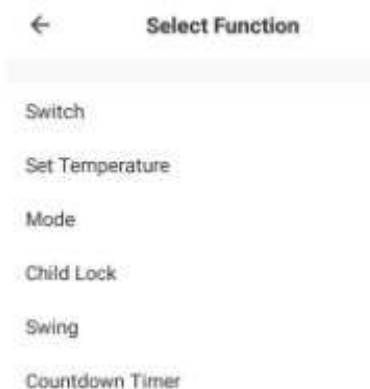 Select Function
Switch
Set Temperature
Mode
Child Lock
Swing
Countdown Timer